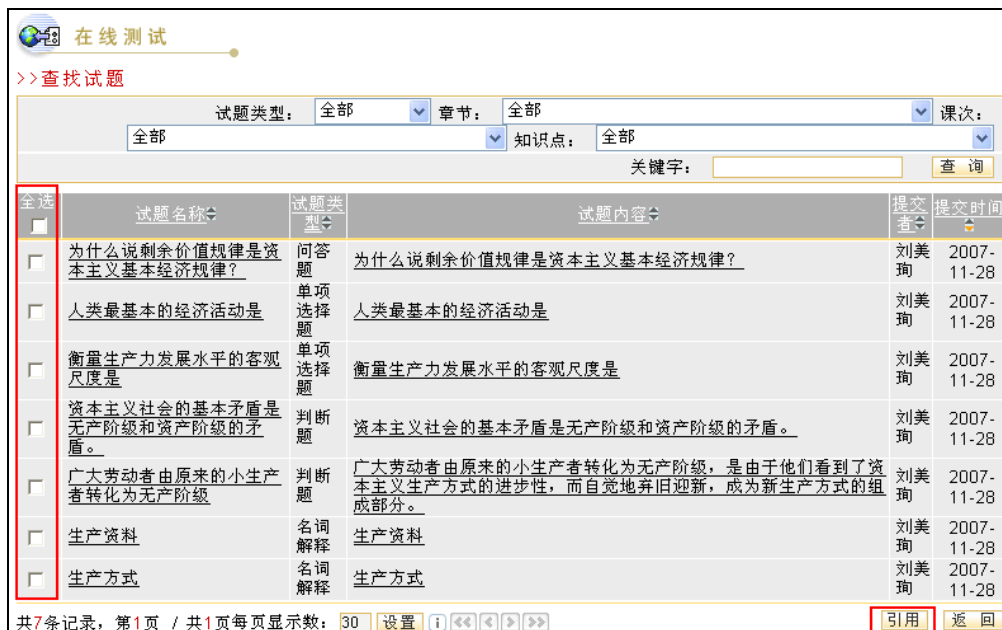 在线测试
>>查找试题
试题类型： 全部 章节： 全部 课次：
全部 知识点： 全部
关键字： 查 询
全选 试题名称 试题类型 试题内容 提交者 提交时间
为什么说剩余价值规律是资本主义基本经济规律？ 问答题 为什么说剩余价值规律是资本主义基本经济规律？ 刘美珣 2007-11-28
人类最基本的经济活动是 单项选择题 人类最基本的经济活动是 刘美珣 2007-11-28
衡量生产力发展水平的客观尺度是 单项选择题 衡量生产力发展水平的客观尺度是 刘美珣 2007-11-28
资本主义社会的基本矛盾是无产阶级和资产阶级的矛盾。 判断题 资本主义社会的基本矛盾是无产阶级和资产阶级的矛盾。 刘美珣 2007-11-28
广大劳动者由原来的小生产者转化为无产阶级 判断题 广大劳动者由原来的小生产者转化为无产阶级，是由于他们看到了资本主义生产方式的进步性，而自觉地弃旧迎新，成为新生产方式的组成部分。 刘美珣 2007-11-28
生产资料 名词解释 生产资料 刘美珣 2007-11-28
生产方式 名词解释 生产方式 刘美珣 2007-11-28
共7条记录，第1页 / 共1页每页显示数： 30 设置 引用 返 回